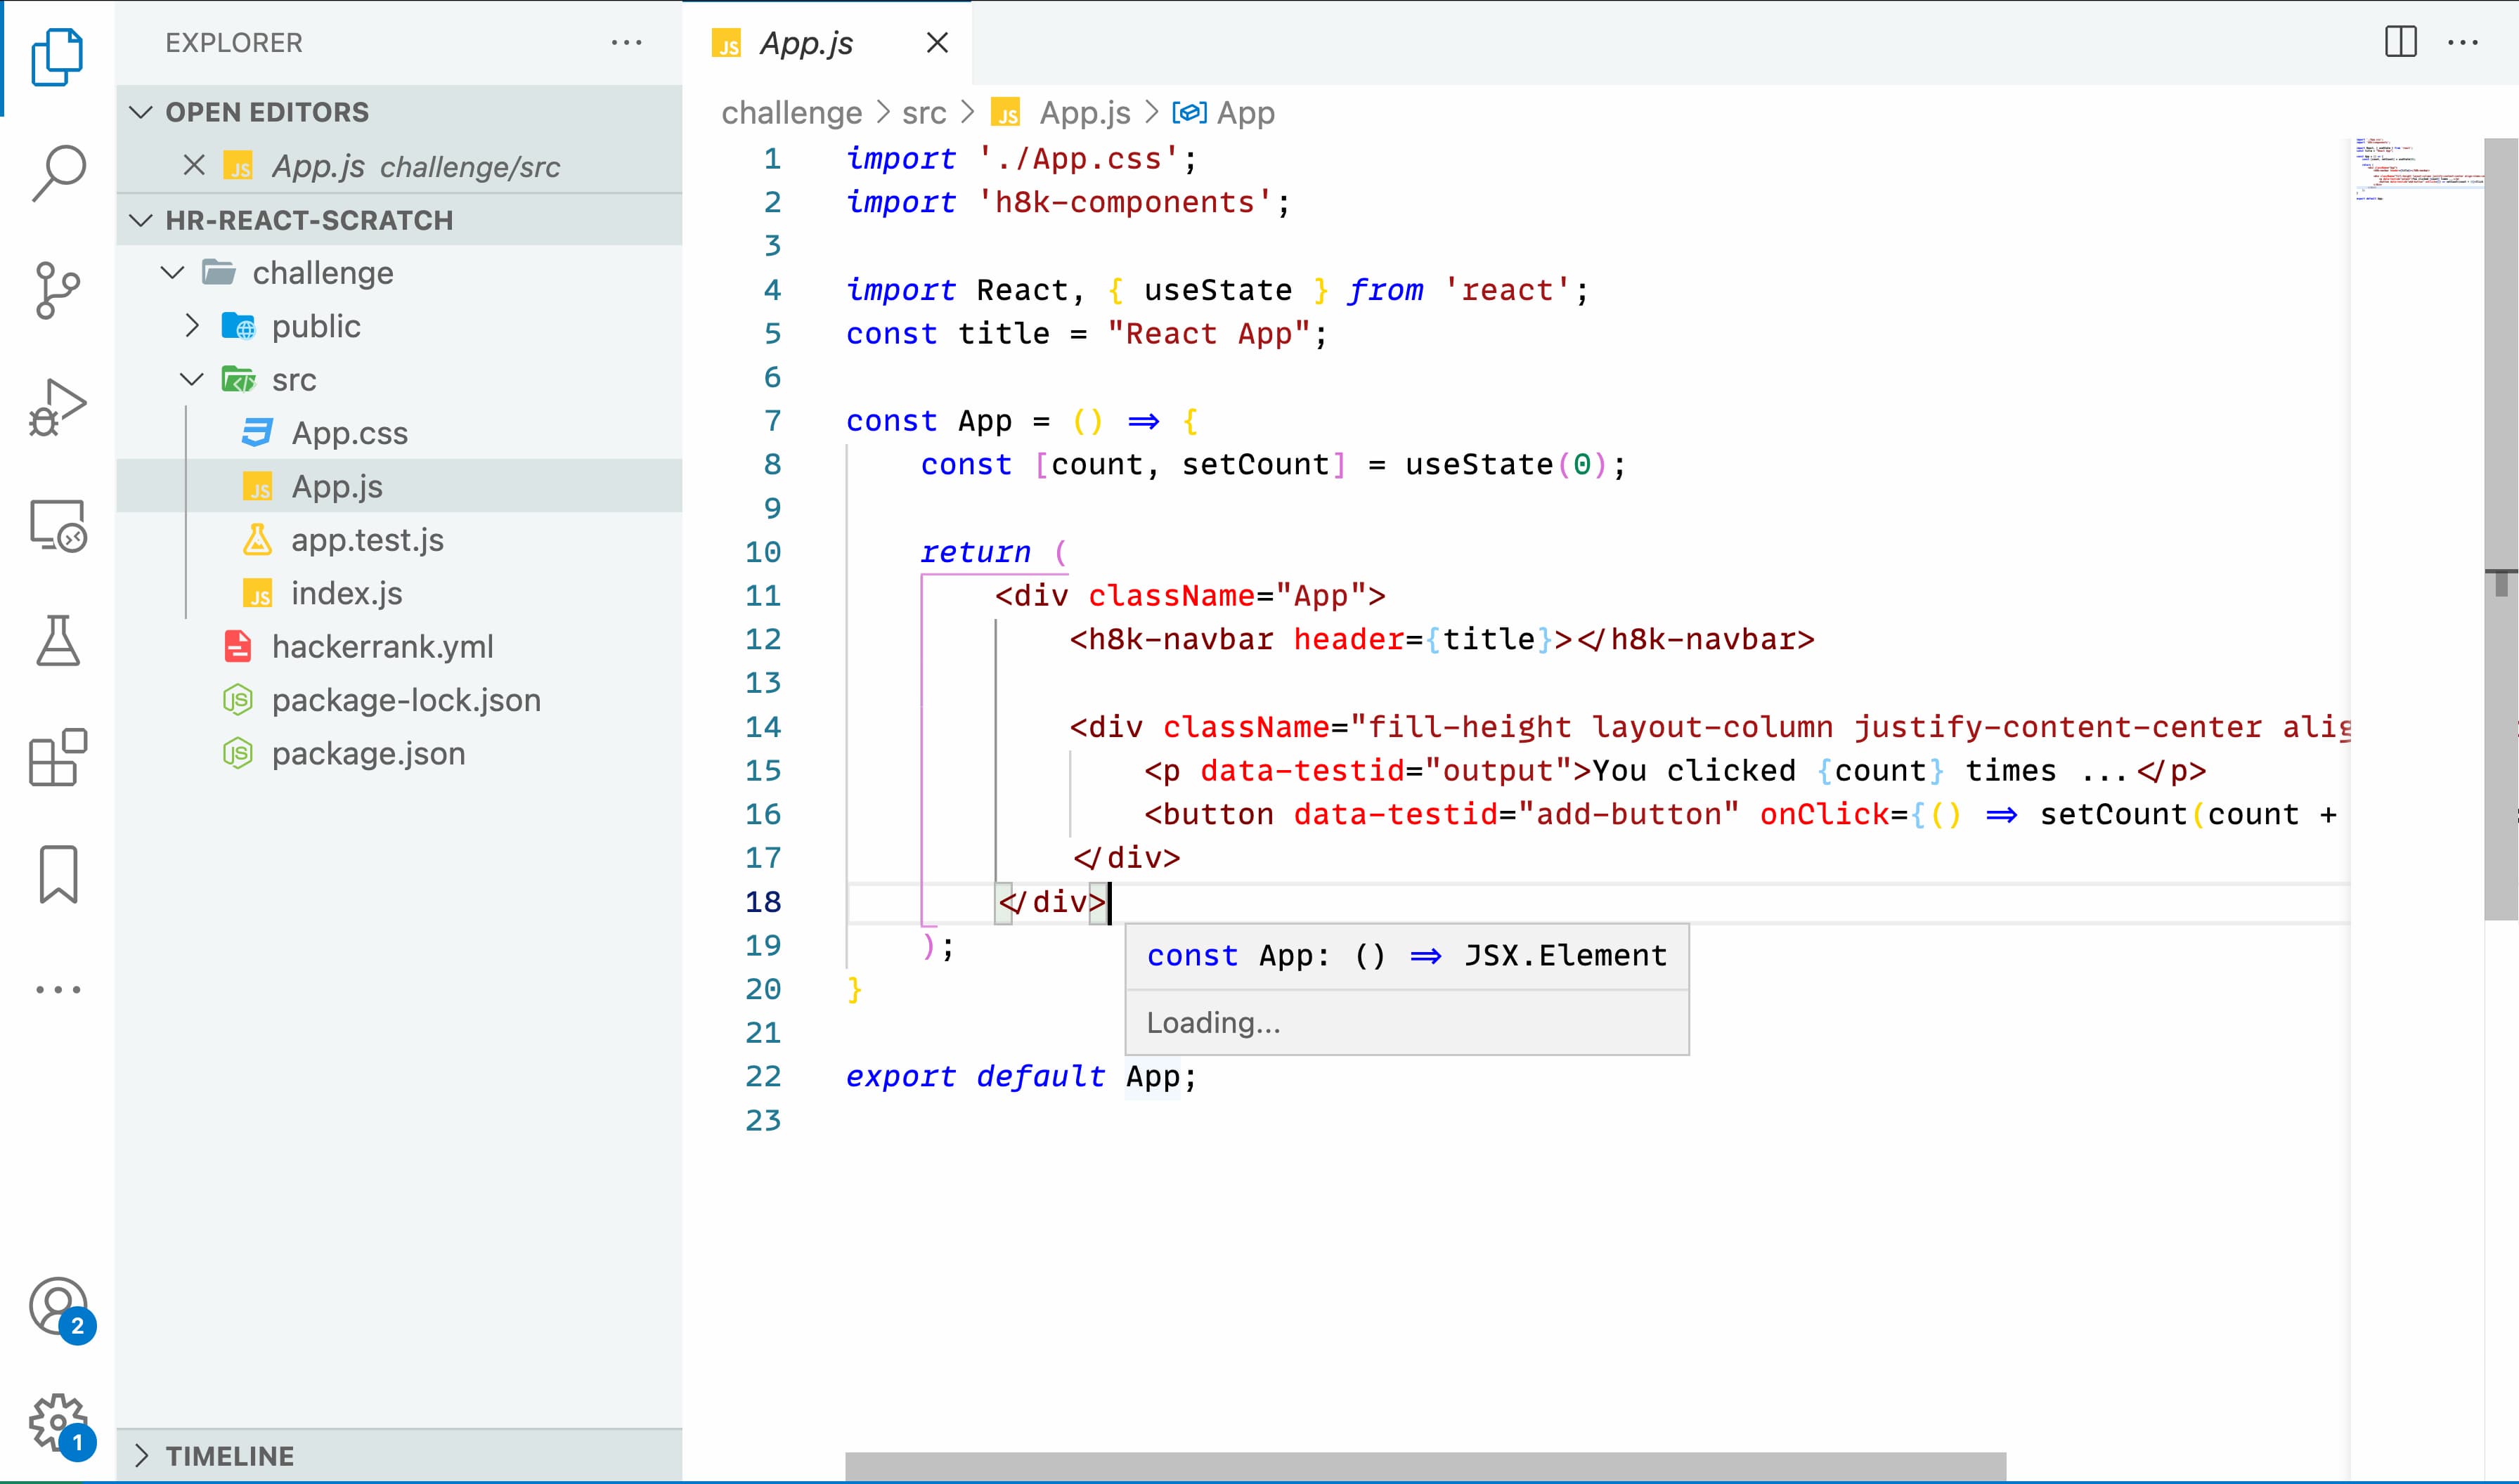 EXPLORER
OPEN EDITORS
App.js challenge/src
HR-REACT-SCRATCH
challenge
public
src
App.css
App.js
app.test.js
index.js
hackerrank.yml
package-lock.json
package.json
2
1
TIMELINE
App.js
challenge > src > App.js > App
1 import './App.css';
2 import 'h8k-components';
3
4 import React, { useState } from 'react';
5 const title = "React App";
6
7 const App = () => {
8 const [count, setCount] = useState(0);
9
10 return (
11 <div className="App">
12 <h8k-navbar header={title}></h8k-navbar>
13
14 <div className="fill-height layout-column justify-content-center alig
15 <p data-testid="output">You clicked {count} times ...</p>
16 <button data-testid="add-button" onClick={() => setCount(count +
17 </div>
18 </div>
19 );
const App: () => JSX.Element
20 }
Loading...
21
22 export default App;
23